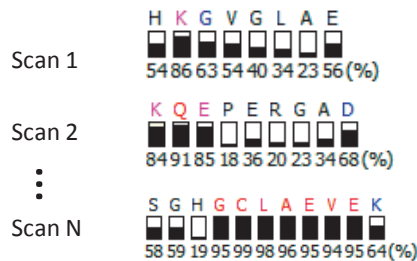 H K G V G L A E
Scan 1
54 86 63 54 40 34 23 56(%)
K Q E P E R G A D
Scan 2
84 91 85 18 36 20 23 34 68(%)
S G H G C L A E V E K
Scan N
58 59 19 95 99 98 96 95 94 95 64(%)